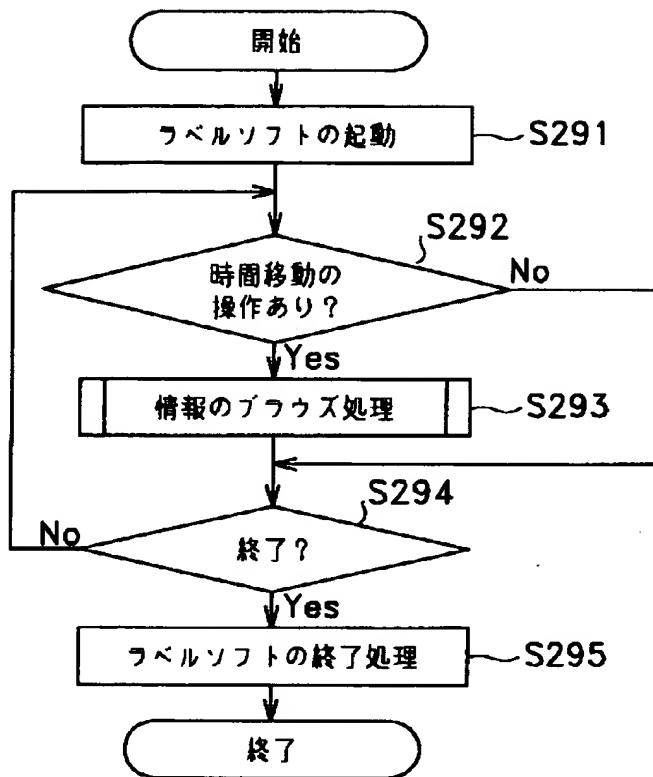 開始
ラベルソフトの起動
S291
S292
時間移動の
操作あり?
No
Yes
情報のブラウズ処理
S293
S294
No
終了?
Yes
ラベルソフトの終了処理
S295
終了